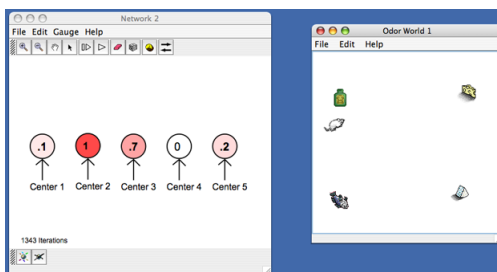 Network 2
File Edit Gauge Help
.1 1 .7 0 .2
Center 1 Center 2 Center 3 Center 4 Center 5
1343 Iterations
Odor World 1
File Edit Help